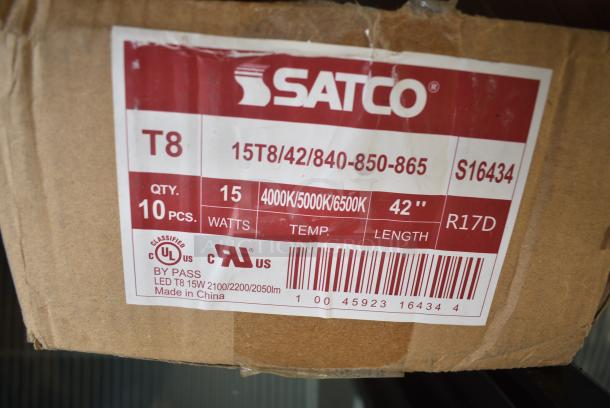 SATCO®
T8
15T8/42/840-850-865
S16434
QTY.
10 PCS.
15
WATTS
4000K/5000K/6500K
TEMP.
42"
LENGTH
R17D
CLASSIFIED
C UL US
C RU US
BY PASS
LED T8 15W 2100/2200/2050lm
Made in China
1 00 45923 16434 4